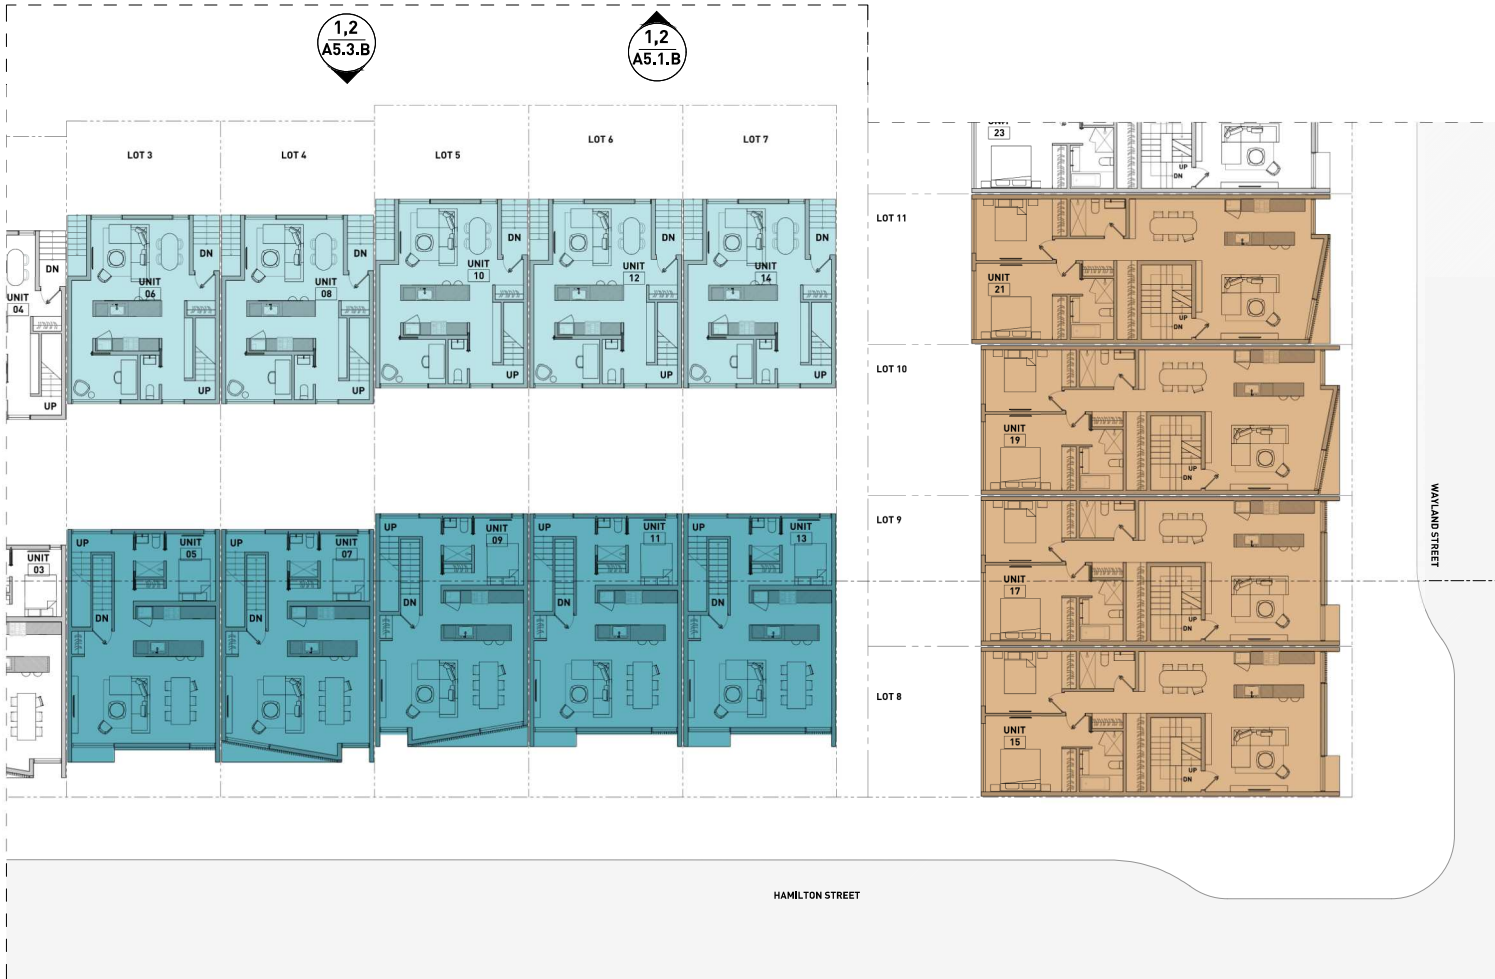 1,2
A5.3.B
1,2
A5.1.B
LOT 3
LOT 4
LOT 5
LOT 6
LOT 7
UNIT
23
UP
DN
LOT 11
DN
UNIT
04
UP
DN
UNIT
06
UP
DN
UNIT
08
UP
DN
UNIT
10
UP
DN
UNIT
12
UP
DN
UNIT
14
UP
UNIT
21
UP
DN
LOT 10
UNIT
19
UP
DN
LOT 9
UNIT
17
UP
DN
LOT 8
UNIT
15
UP
DN
UNIT
03
UP
UNIT
05
DN
UP
UNIT
07
DN
UP
UNIT
09
DN
UP
UNIT
11
DN
UP
UNIT
13
DN
WAYLAND STREET
HAMILTON STREET